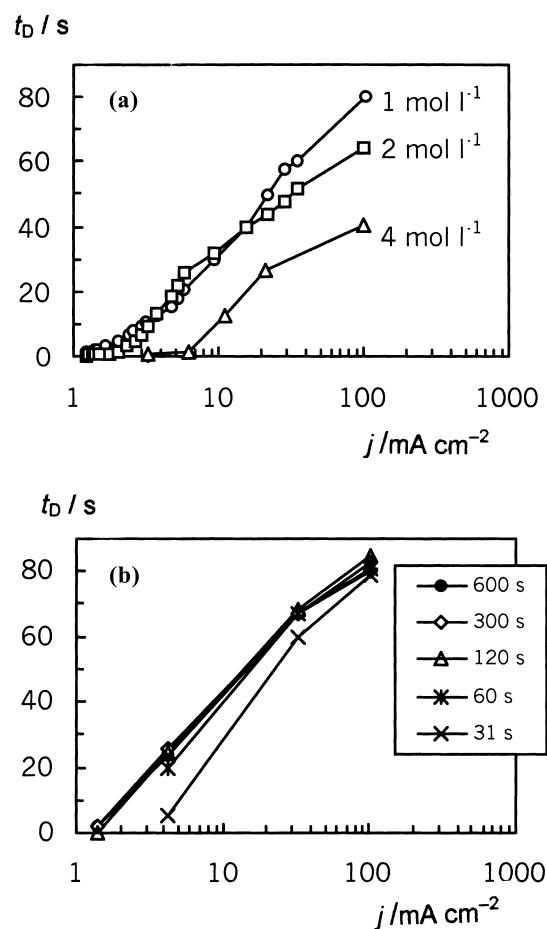 t_D / s
(a)
80
60
40
20
0
1 mol l⁻¹
2 mol l⁻¹
4 mol l⁻¹
1 10 100 1000
j /mA cm⁻²
t_D / s
(b)
80
60
40
20
0
600 s
300 s
120 s
60 s
31 s
1 10 100 1000
j /mA cm⁻²